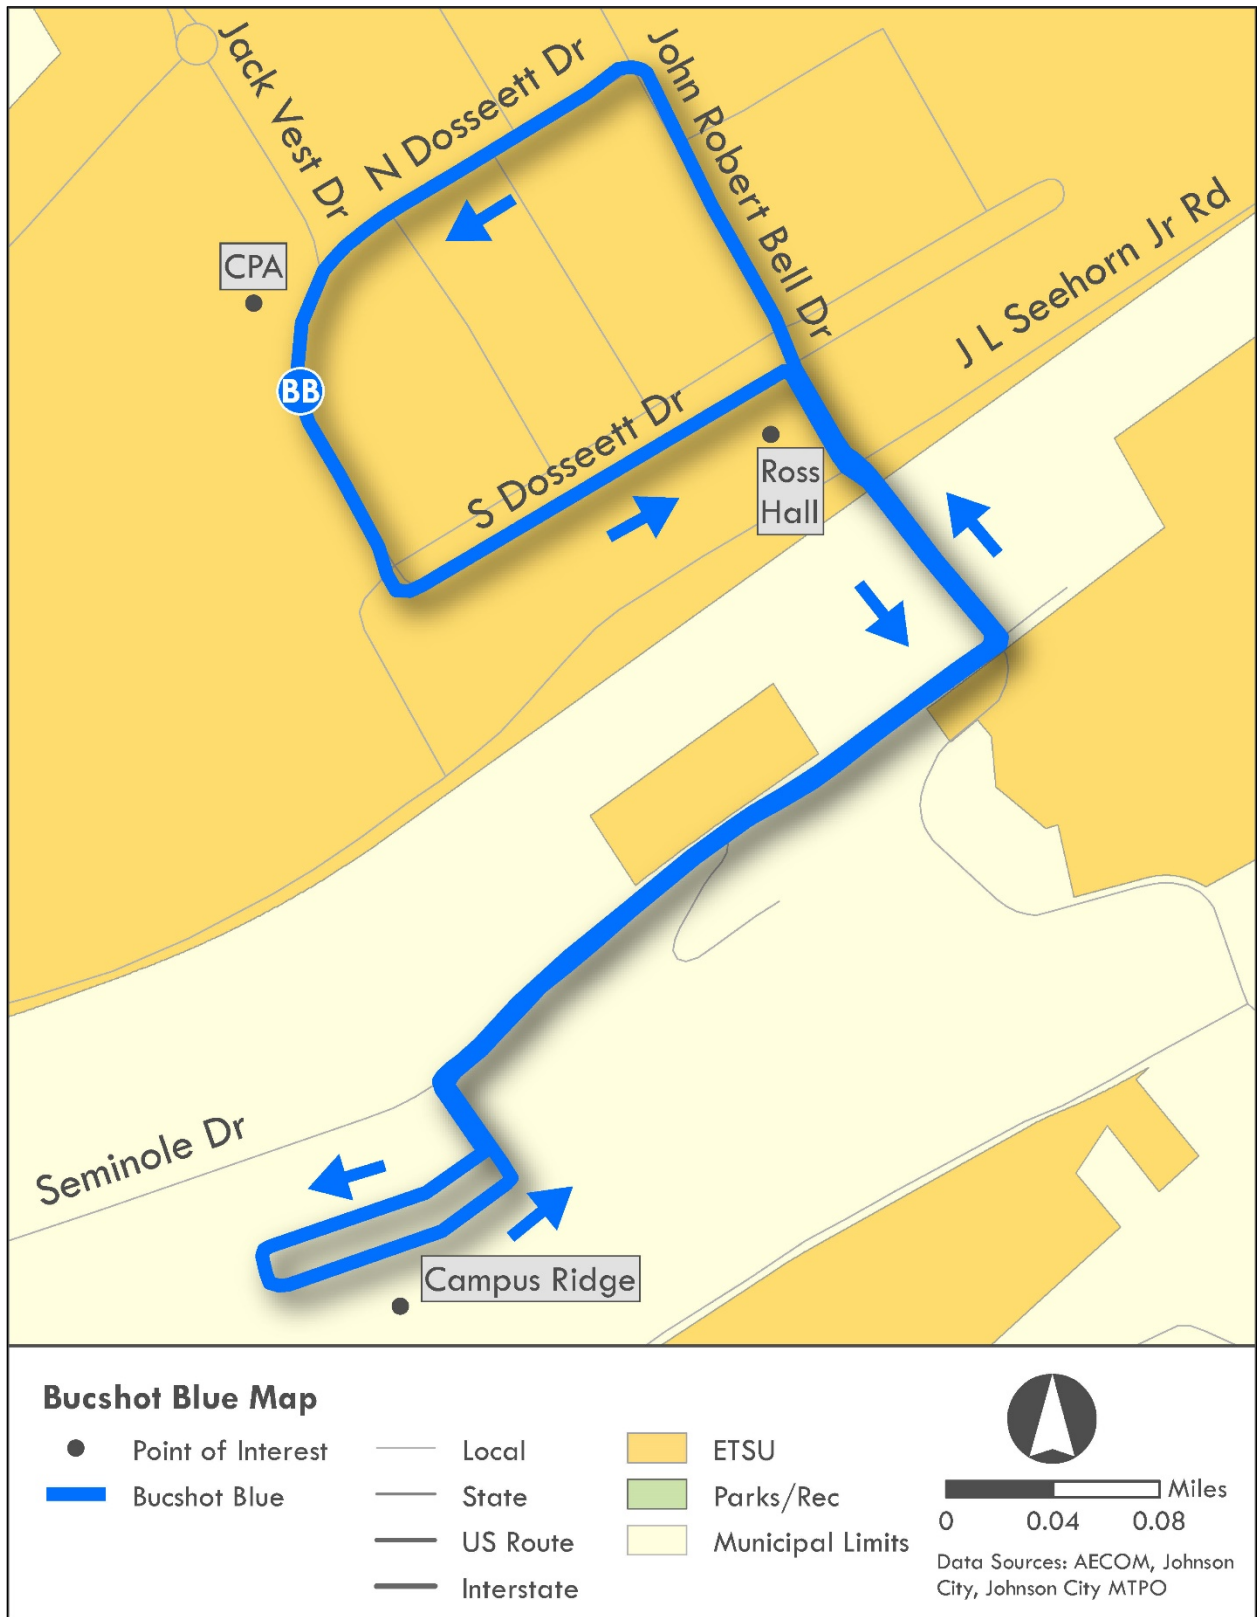 Jack Vest Dr
N Dosseett Dr
John Robert Bell Dr
CPA
J L Seehorn Jr Rd
BB
S Dosseett Dr
Ross
Hall
Seminole Dr
Campus Ridge
Bucshot Blue Map
Point of Interest
Bucshot Blue
Local
State
US Route
Interstate
ETSU
Parks/Rec
Municipal Limits
Miles
0 0.04 0.08
Data Sources: AECOM, Johnson
City, Johnson City MTPO